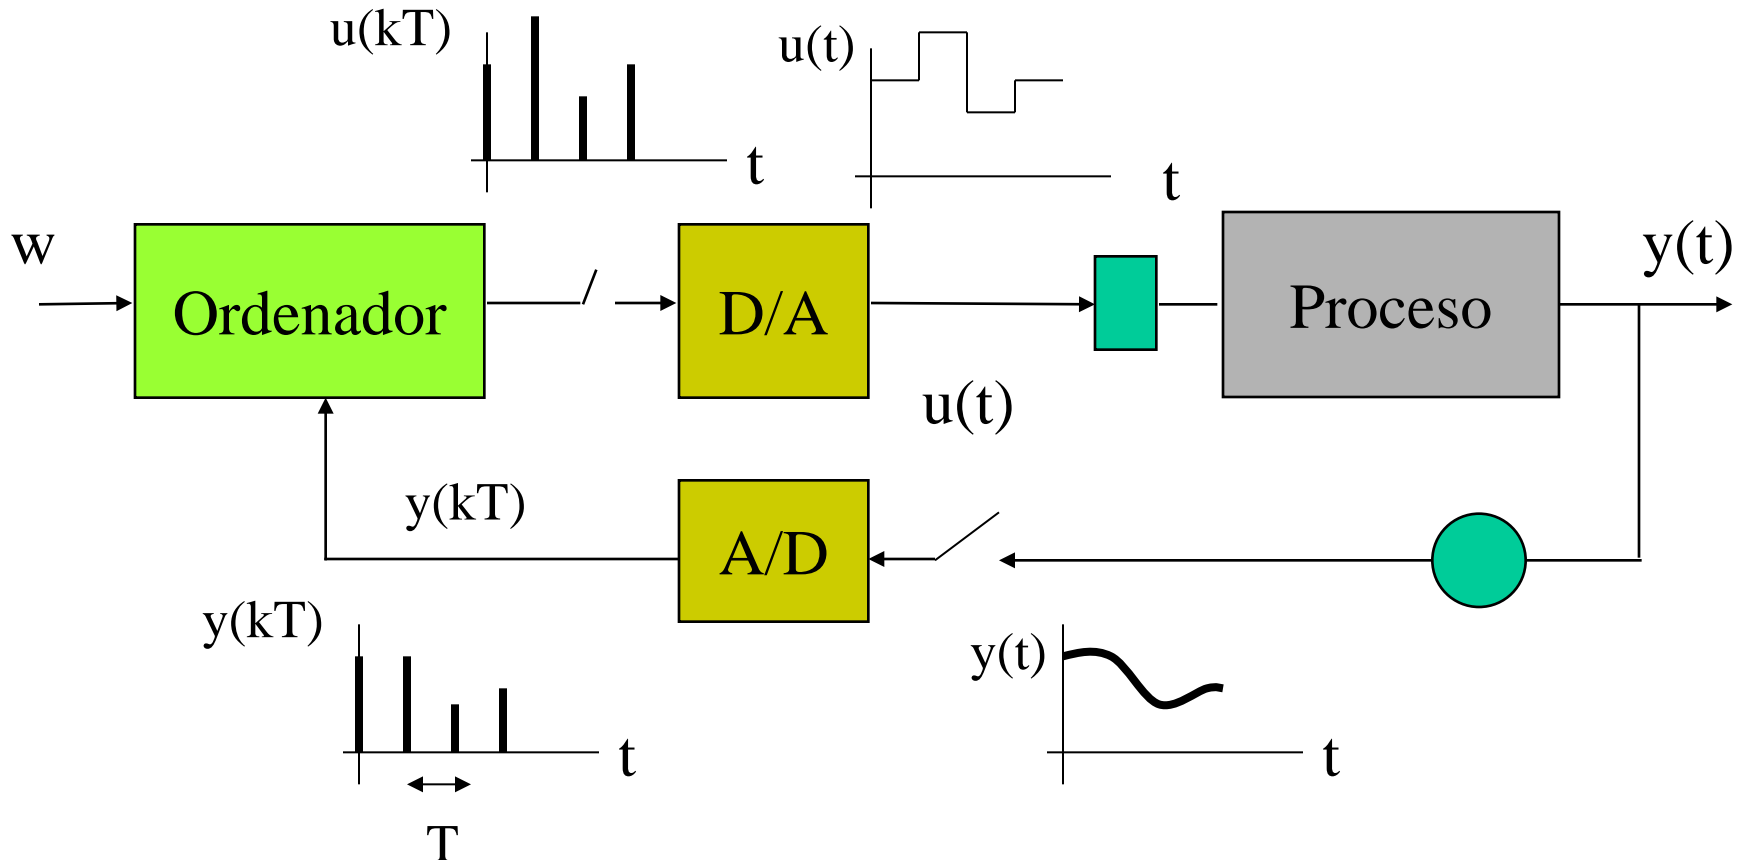 u(kT)
t
u(t)
t
w
Ordenador
D/A
Proceso
y(t)
u(t)
y(kT)
A/D
y(kT)
t
T
y(t)
t